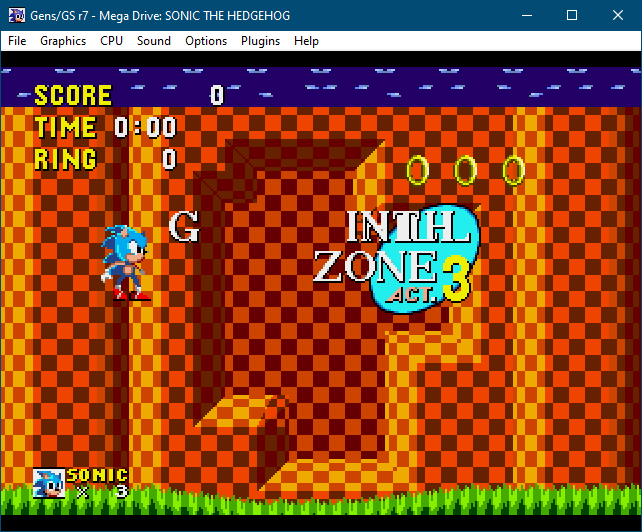 Gens/GS r7 - Mega Drive: SONIC THE HEDGEHOG
File Graphics CPU Sound Options Plugins Help
SCORE 0
TIME 0:00
RING 0
G INTHL
ZONE
ACT 3
SONIC
x 3